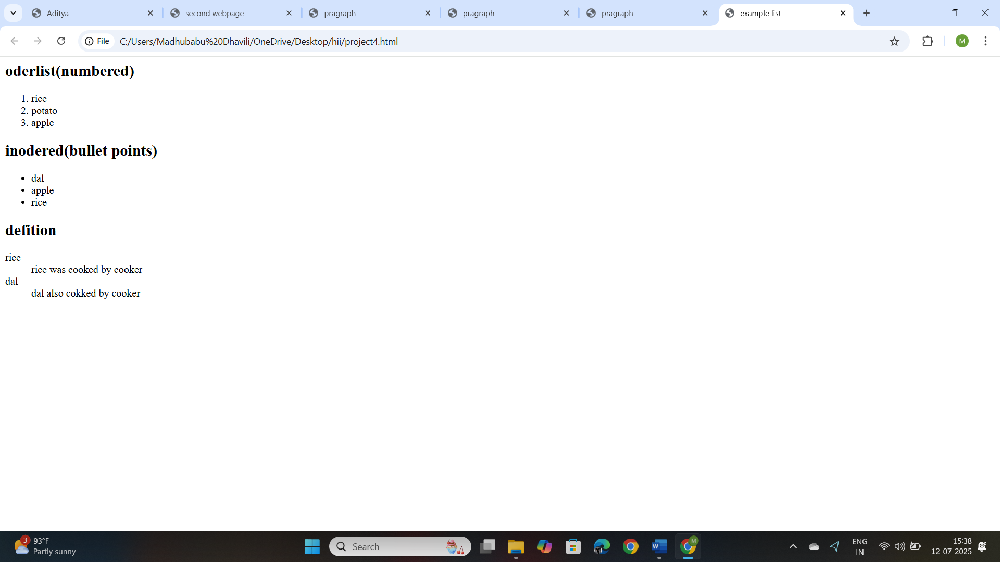 Aditya
second webpage
pragraph
pragraph
pragraph
example list
File
C:/Users/Madhubabu%20Dhavili/OneDrive/Desktop/hii/project4.html
M
oderlist(numbered)
1. rice
2. potato
3. apple
inodered(bullet points)
• dal
• apple
• rice
defition
rice
rice was cooked by cooker
dal
dal also cokked by cooker
3
93°F
Partly sunny
Search
W
M
ENG
IN
15:38
12-07-2025